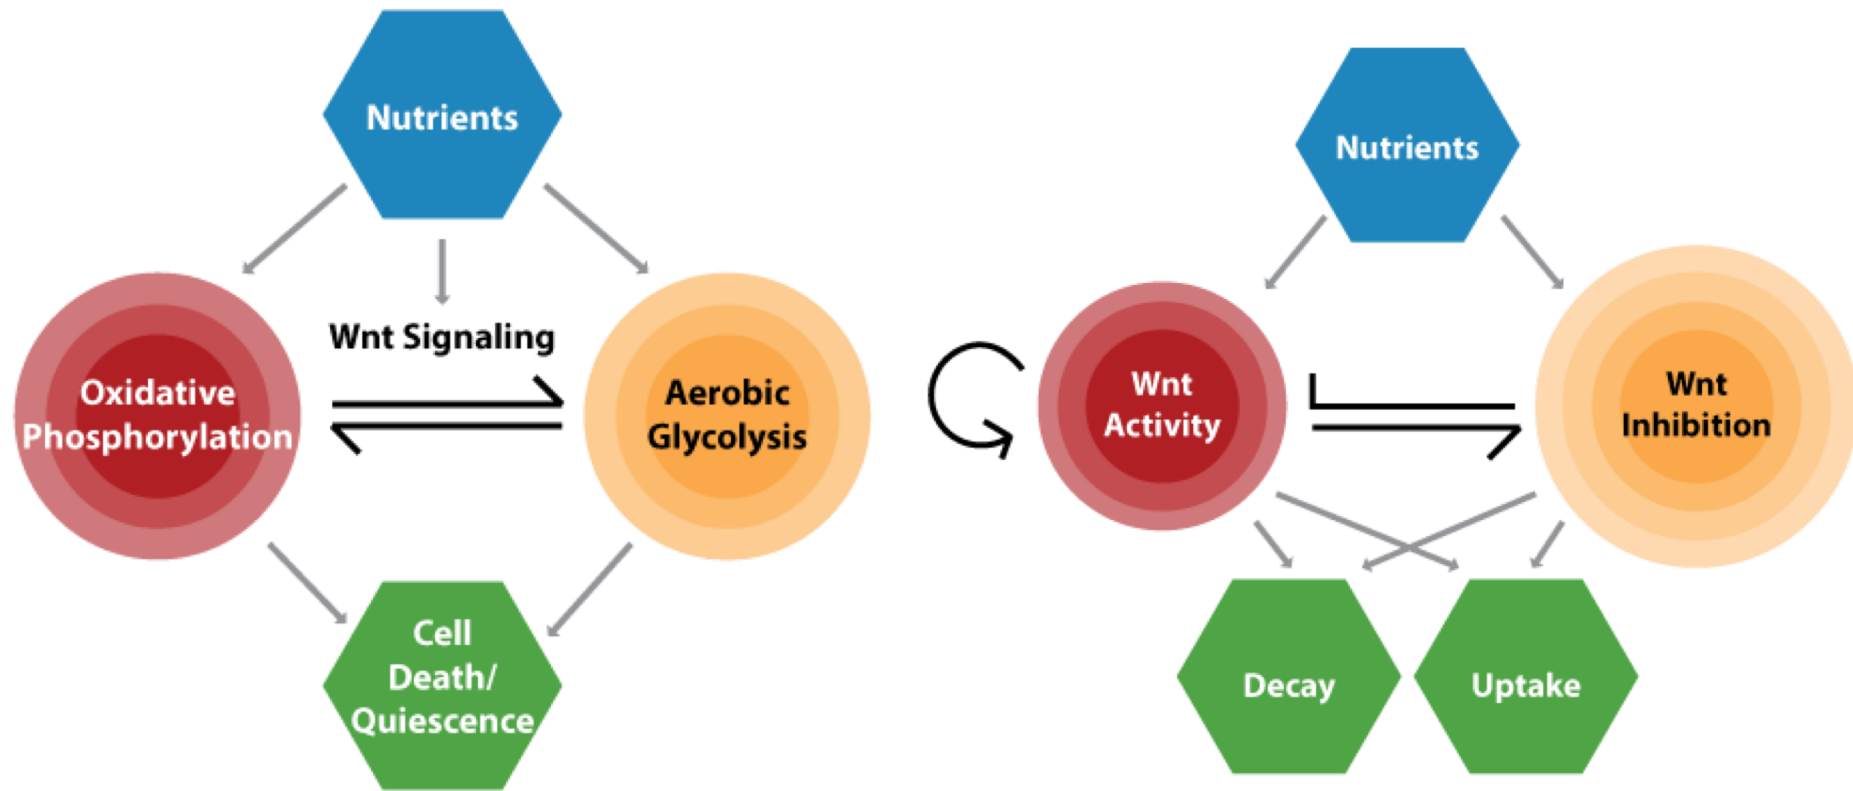 Nutrients
Wnt Signaling
Oxidative
Phosphorylation
Aerobic
Glycolysis
Cell
Death/
Quiescence
Nutrients
Wnt
Activity
Wnt
Inhibition
Decay
Uptake